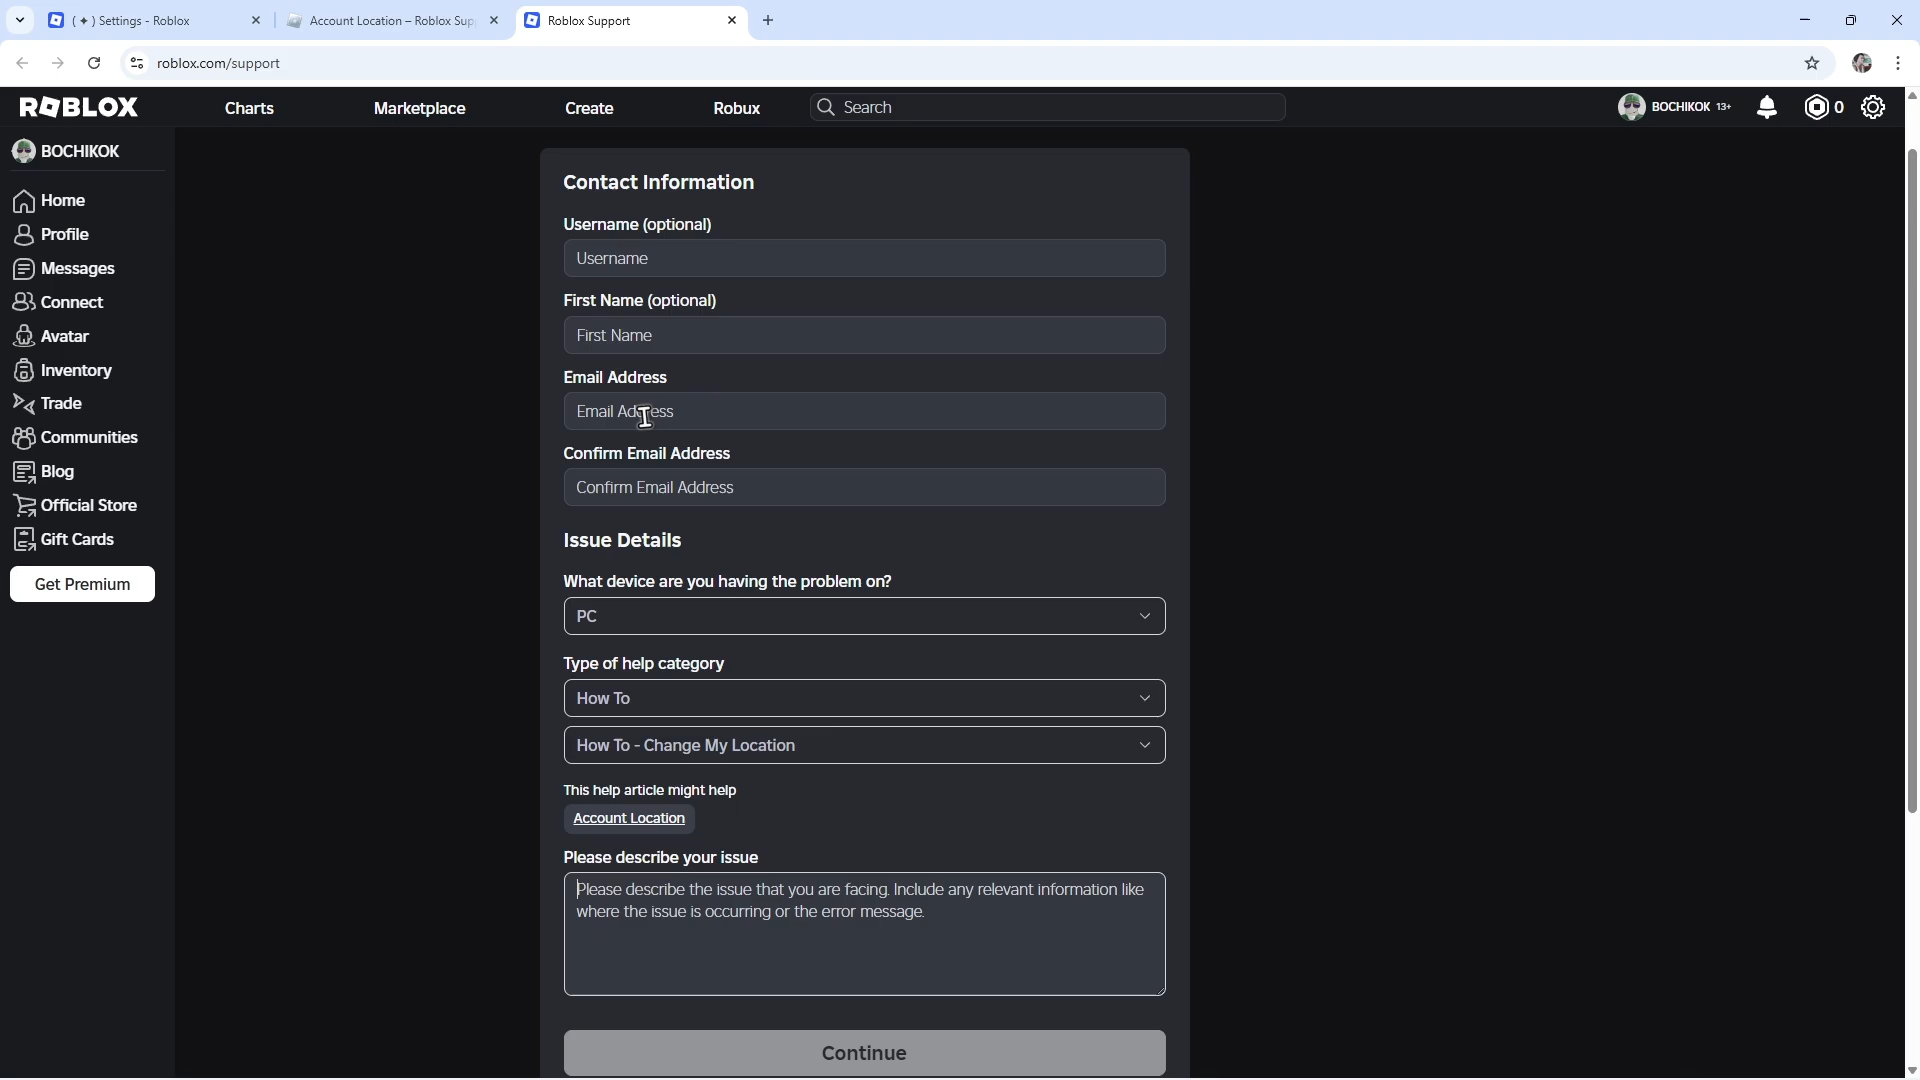 ( ✦ ) Settings - Roblox
Account Location – Roblox Sup
Roblox Support
roblox.com/support
ROBLOX
Charts
Marketplace
Create
Robux
Search
BOCHIKOK 13+
0
BOCHIKOK
Home
Profile
Messages
Connect
Avatar
Inventory
Trade
Communities
Blog
Official Store
Gift Cards
Get Premium
Contact Information
Username (optional)
Username
First Name (optional)
First Name
Email Address
Email Address
Confirm Email Address
Confirm Email Address
Issue Details
What device are you having the problem on?
PC
Type of help category
How To
How To - Change My Location
This help article might help
Account Location
Please describe your issue
Please describe the issue that you are facing. Include any relevant information like
where the issue is occurring or the error message.
Continue